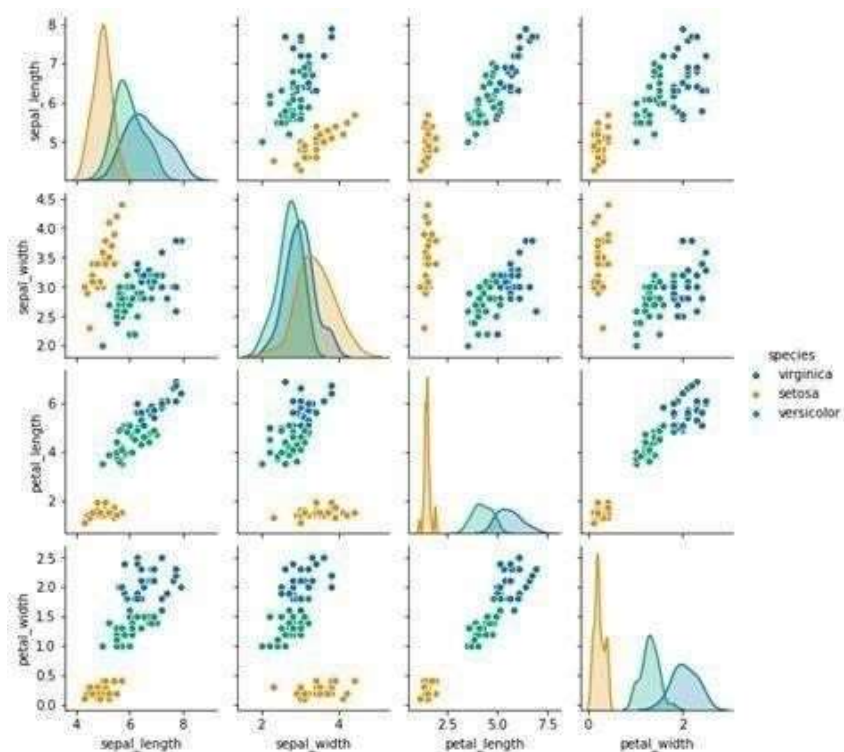 8
7
6
5
sepal_length
4.5
4.0
3.5
3.0
2.5
2.0
sepal_width
species
virginica
setosa
versicolor
6
4
2
petal_length
2.5
2.0
1.5
1.0
0.5
0.0
petal_width
4 6 8
2 4
2.5 5.0 7.5
0 2
sepal_length
sepal_width
petal_length
petal_width